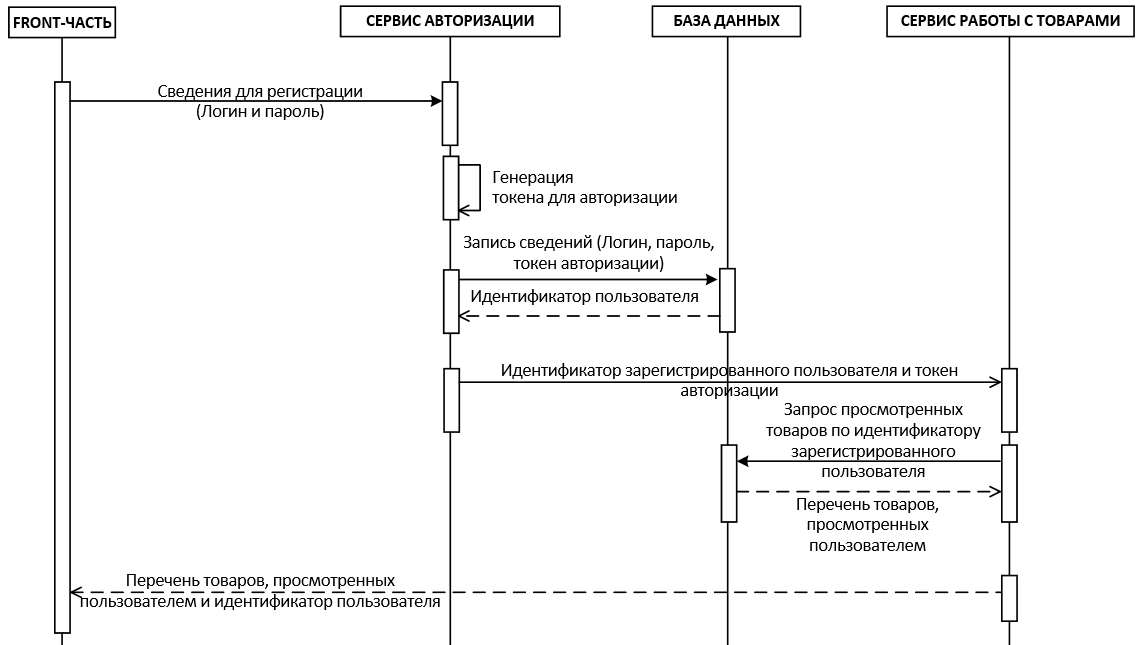 FRONT-ЧАСТЬ
СЕРВИС АВТОРИЗАЦИИ
БАЗА ДАННЫХ
СЕРВИС РАБОТЫ С ТОВАРАМИ
Сведения для регистрации
(Логин и пароль)
Генерация
токена для авторизации
Запись сведений (Логин, пароль,
токен авторизации)
Идентификатор пользователя
Идентификатор зарегистрированного пользователя и токен
авторизации
Запрос просмотренных
товаров по идентификатору
зарегистрированного
пользователя
Перечень товаров,
просмотренных
пользователем
Перечень товаров, просмотренных
пользователем и идентификатор пользователя